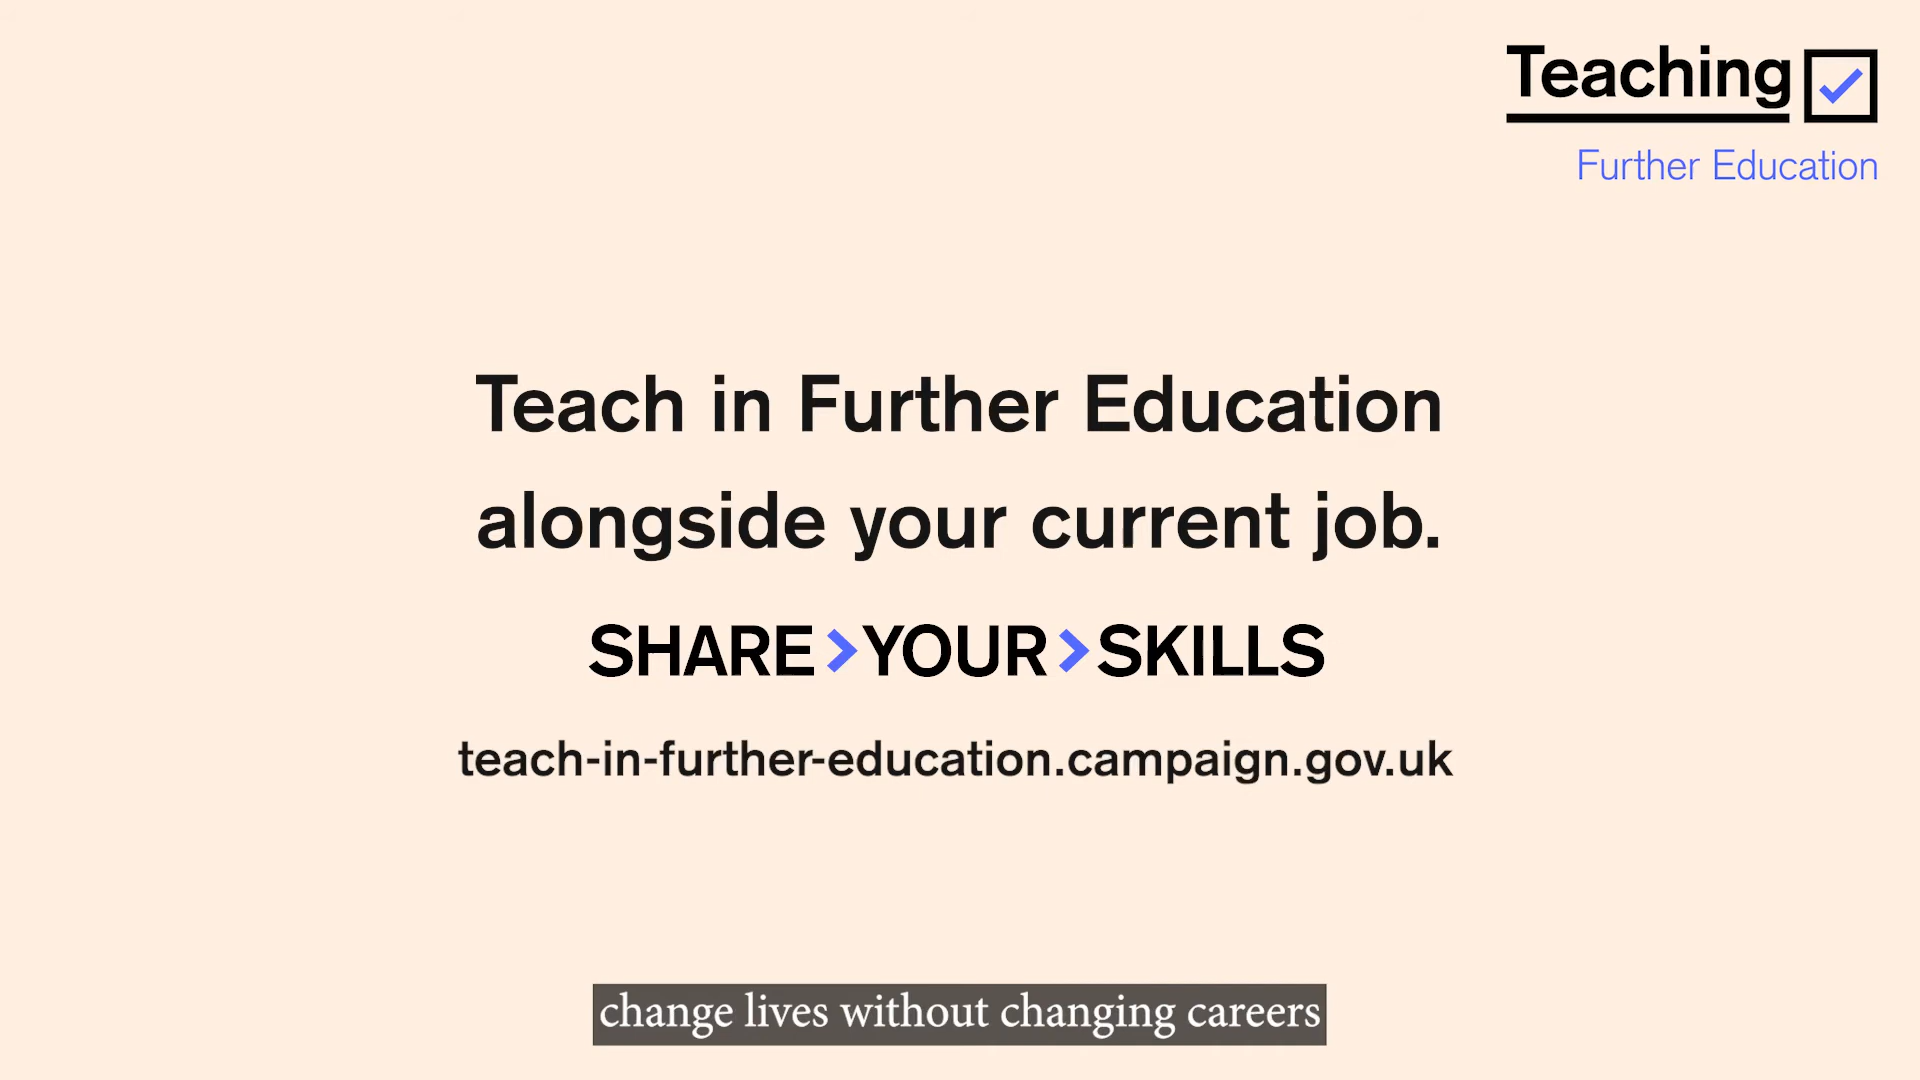 Teaching
Further Education
Teach in Further Education
alongside your current job.
SHARE>YOUR>SKILLS
teach-in-further-education.campaign.gov.uk
change lives without changing careers